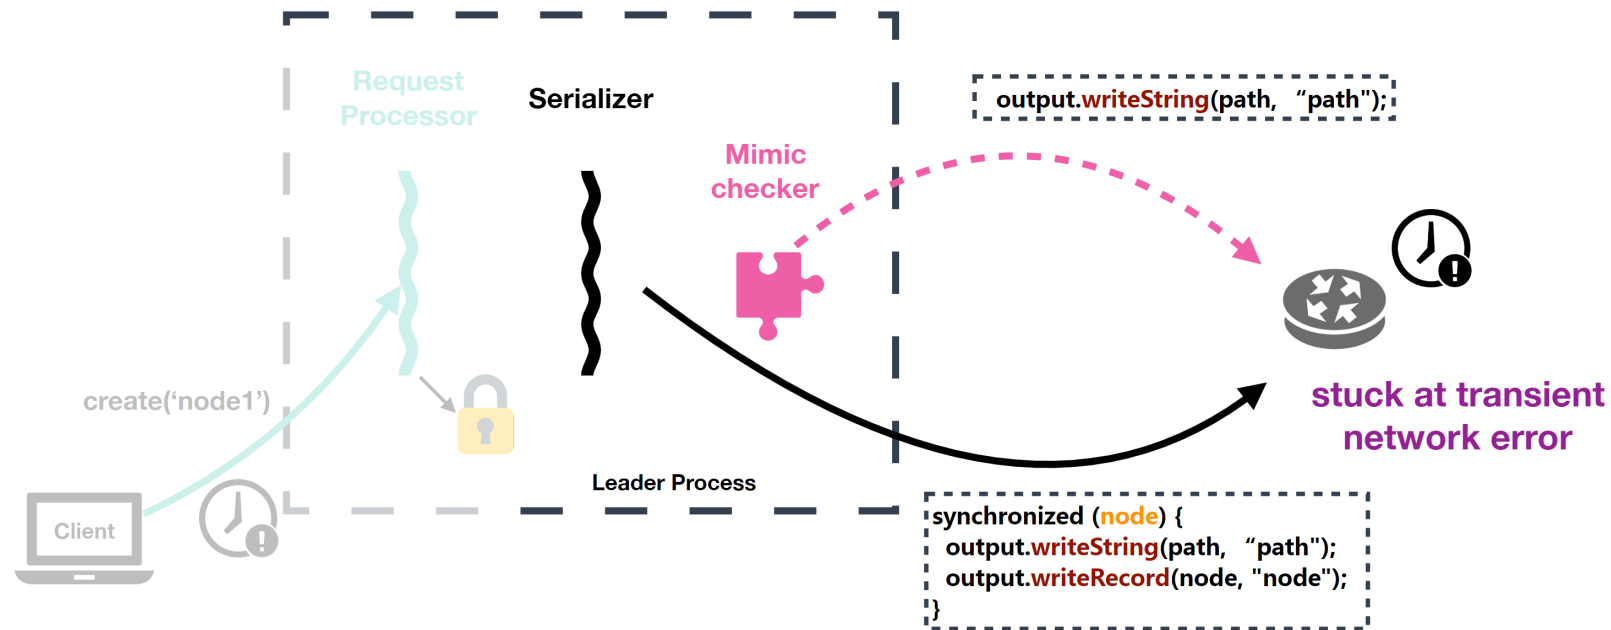 Request
Processor
Serializer
Mimic
checker
output.writeString(path, “path");
create(‘node1’)
Client
Leader Process
stuck at transient
network error
synchronized (node) {
output.writeString(path, “path");
output.writeRecord(node, "node");
}